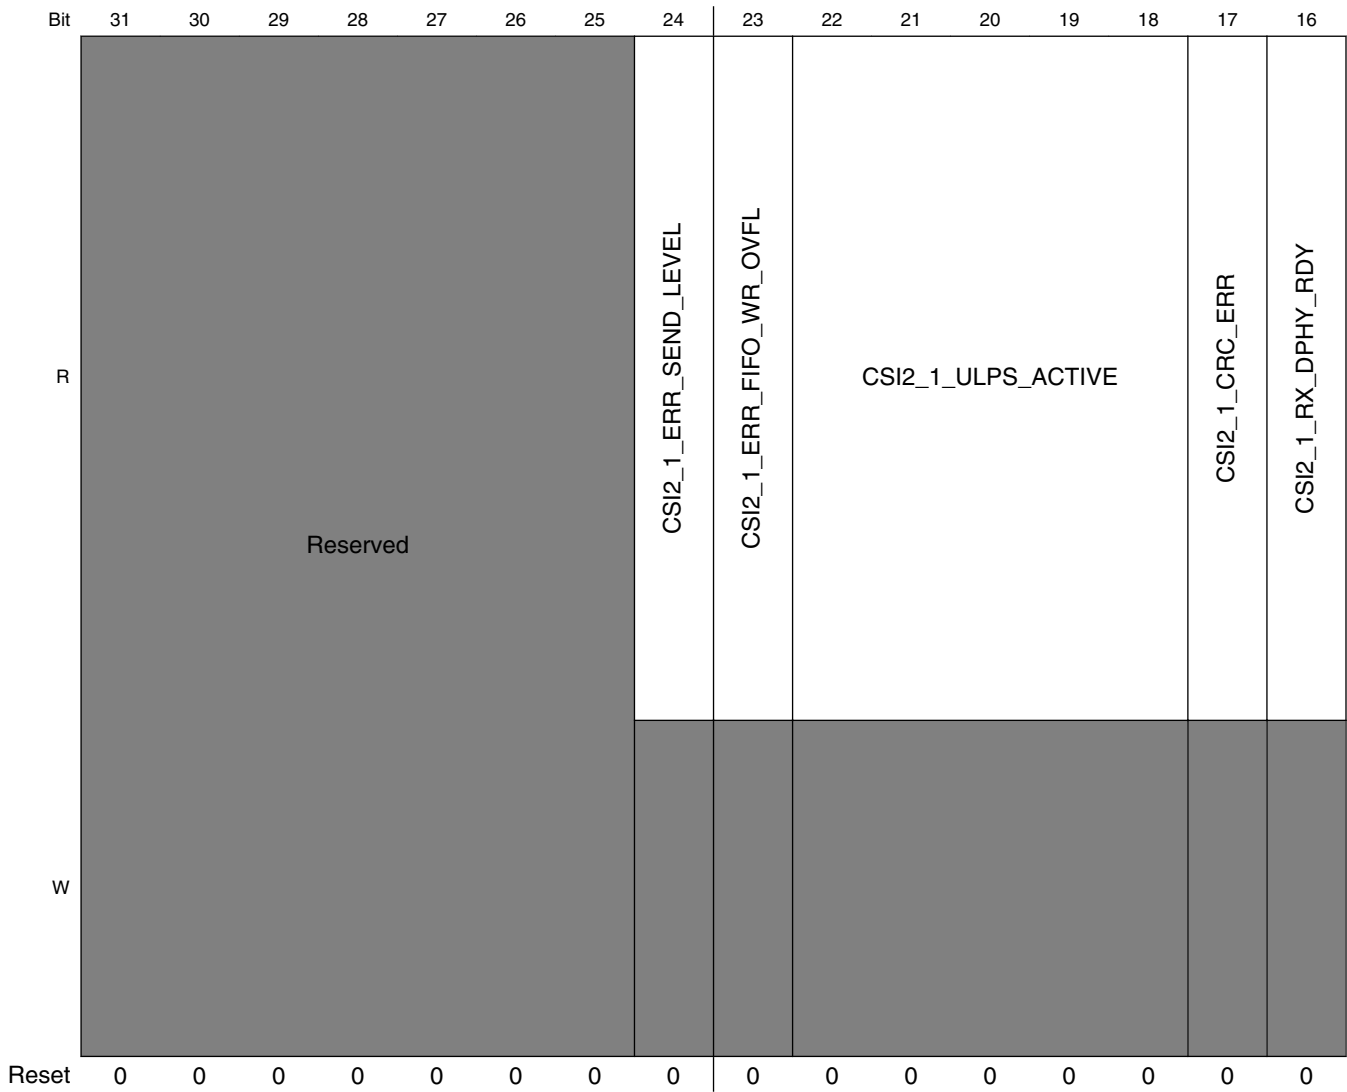 Bit 31 30 29 28 27 26 25 24 23 22 21 20 19 18 17 16
R
Reserved
CSI2_1_ERR_SEND_LEVEL
CSI2_1_ERR_FIFO_WR_OVFL
CSI2_1_ULPS_ACTIVE
CSI2_1_CRC_ERR
CSI2_1_RX_DPHY_RDY
W
Reset 0 0 0 0 0 0 0 0 0 0 0 0 0 0 0 0